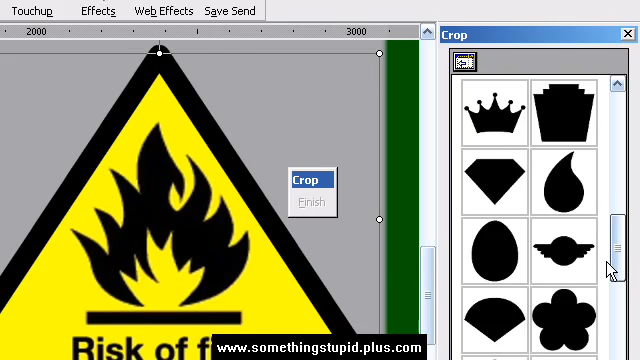 Touchup Effects Web Effects Save Send
2000 3000
Crop
Crop
Finish
Risk of f
www.somethingstupid.plus.com